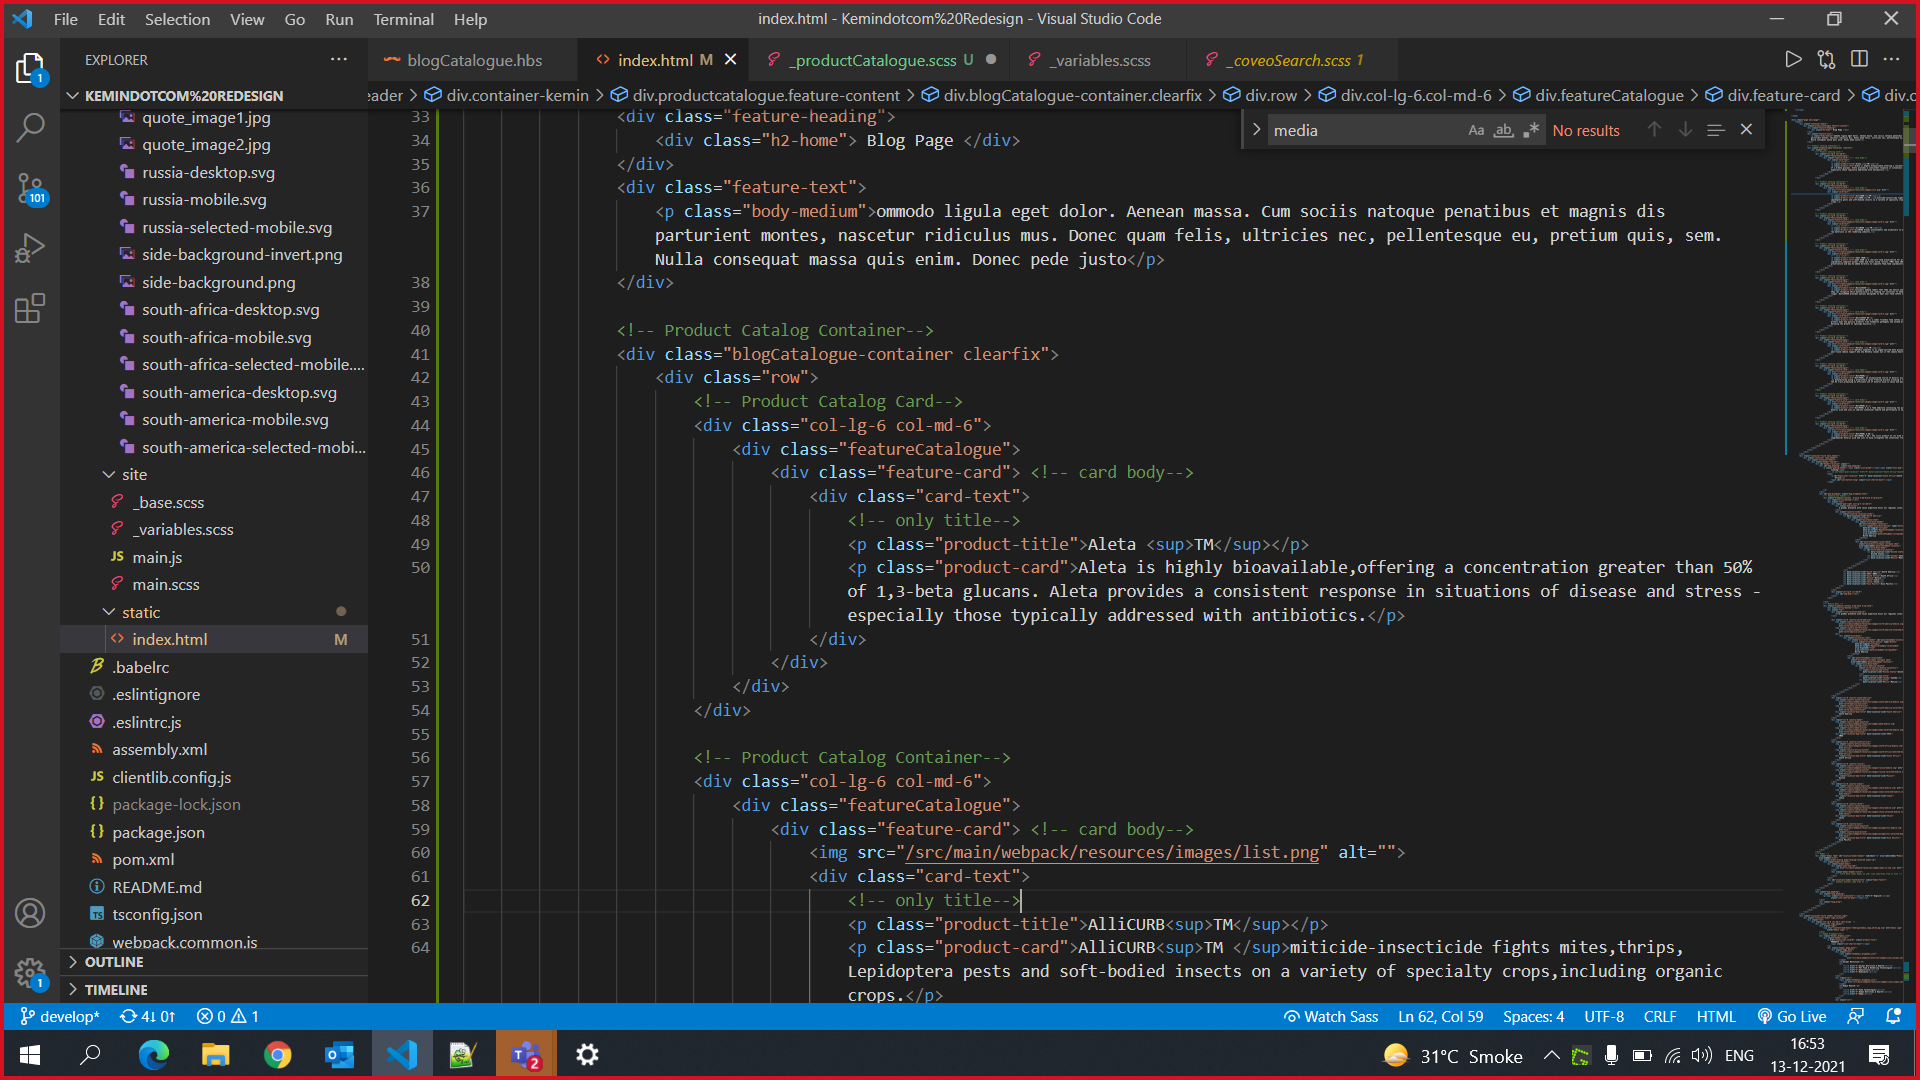 File Edit Selection View Go Run Terminal Help
index.html - Kemindotcom%20Redesign - Visual Studio Code
EXPLORER
blogCatalogue.hbs
index.html M
_productCatalogue.scss U
_variables.scss
_coveoSearch.scss 1
KEMINDOTCOM%20REDESIGN
eader > div.container-kemin > div.productcatalogue.feature-content > div.blogCatalogue-container.clearfix > div.row > div.col-lg-6.col-md-6 > div.featureCatalogue > div.feature-card > div.c
media
Aa ab, .*
No results
quote_image1.jpg
quote_image2.jpg
russia-desktop.svg
russia-mobile.svg
russia-selected-mobile.svg
side-background-invert.png
side-background.png
south-africa-desktop.svg
south-africa-mobile.svg
south-africa-selected-mobile....
south-america-desktop.svg
south-america-mobile.svg
south-america-selected-mobi...
site
_base.scss
_variables.scss
JS main.js
main.scss
static
index.html M
.babelrc
.eslintignore
.eslintrc.js
assembly.xml
JS clientlib.config.js
{} package-lock.json
{} package.json
pom.xml
README.md
TS tsconfig.json
webpack.common.js
OUTLINE
TIMELINE
1
101
1
33 <div class="feature-heading">
34 <div class="h2-home"> Blog Page </div>
35 </div>
36 <div class="feature-text">
37 <p class="body-medium">ommodo ligula eget dolor. Aenean massa. Cum sociis natoque penatibus et magnis dis
parturient montes, nascetur ridiculus mus. Donec quam felis, ultricies nec, pellentesque eu, pretium quis, sem.
Nulla consequat massa quis enim. Donec pede justo</p>
38 </div>
39
40 <!-- Product Catalog Container-->
41 <div class="blogCatalogue-container clearfix">
42 <div class="row">
43 <!-- Product Catalog Card-->
44 <div class="col-lg-6 col-md-6">
45 <div class="featureCatalogue">
46 <div class="feature-card"> <!-- card body-->
47 <div class="card-text">
48 <!-- only title-->
49 <p class="product-title">Aleta <sup>TM</sup></p>
50 <p class="product-card">Aleta is highly bioavailable,offering a concentration greater than 50%
of 1,3-beta glucans. Aleta provides a consistent response in situations of disease and stress -
especially those typically addressed with antibiotics.</p>
51 </div>
52 </div>
53 </div>
54 </div>
55
56 <!-- Product Catalog Container-->
57 <div class="col-lg-6 col-md-6">
58 <div class="featureCatalogue">
59 <div class="feature-card"> <!-- card body-->
60 <img src="/src/main/webpack/resources/images/list.png" alt="">
61 <div class="card-text">
62 <!-- only title-->
63 <p class="product-title">AlliCURB<sup>TM</sup></p>
64 <p class="product-card">AlliCURB<sup>TM </sup>miticide-insecticide fights mites,thrips,
Lepidoptera pests and soft-bodied insects on a variety of specialty crops,including organic
crops.</p>
develop* 4↓ 0↑ 0 1
Watch Sass Ln 62, Col 59 Spaces: 4 UTF-8 CRLF HTML Go Live
2
31°C Smoke
ENG
16:53
13-12-2021